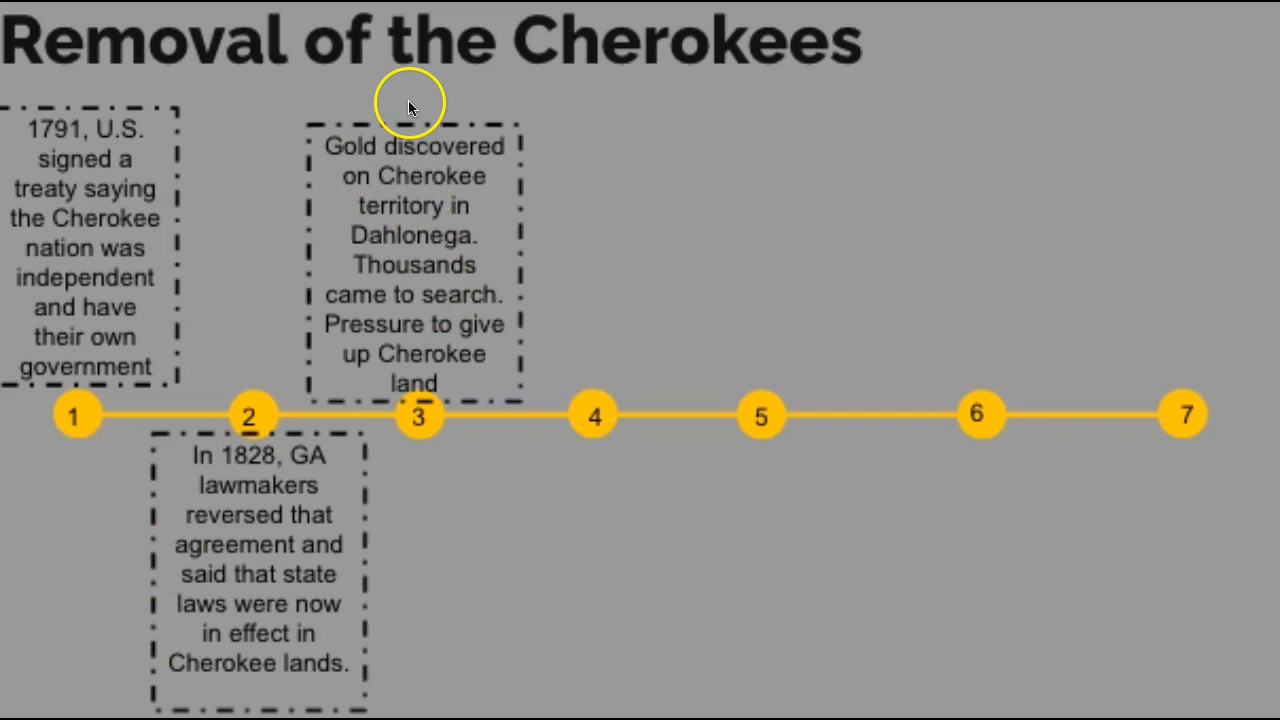 Removal of the Cherokees
1791, U.S.
signed a
treaty saying
the Cherokee
nation was
independent
and have
their own
government
Gold discovered
on Cherokee
territory in
Dahlonega.
Thousands
came to search.
Pressure to give
up Cherokee
land
1
2
3
4
5
6
7
In 1828, GA
lawmakers
reversed that
agreement and
said that state
laws were now
in effect in
Cherokee lands.